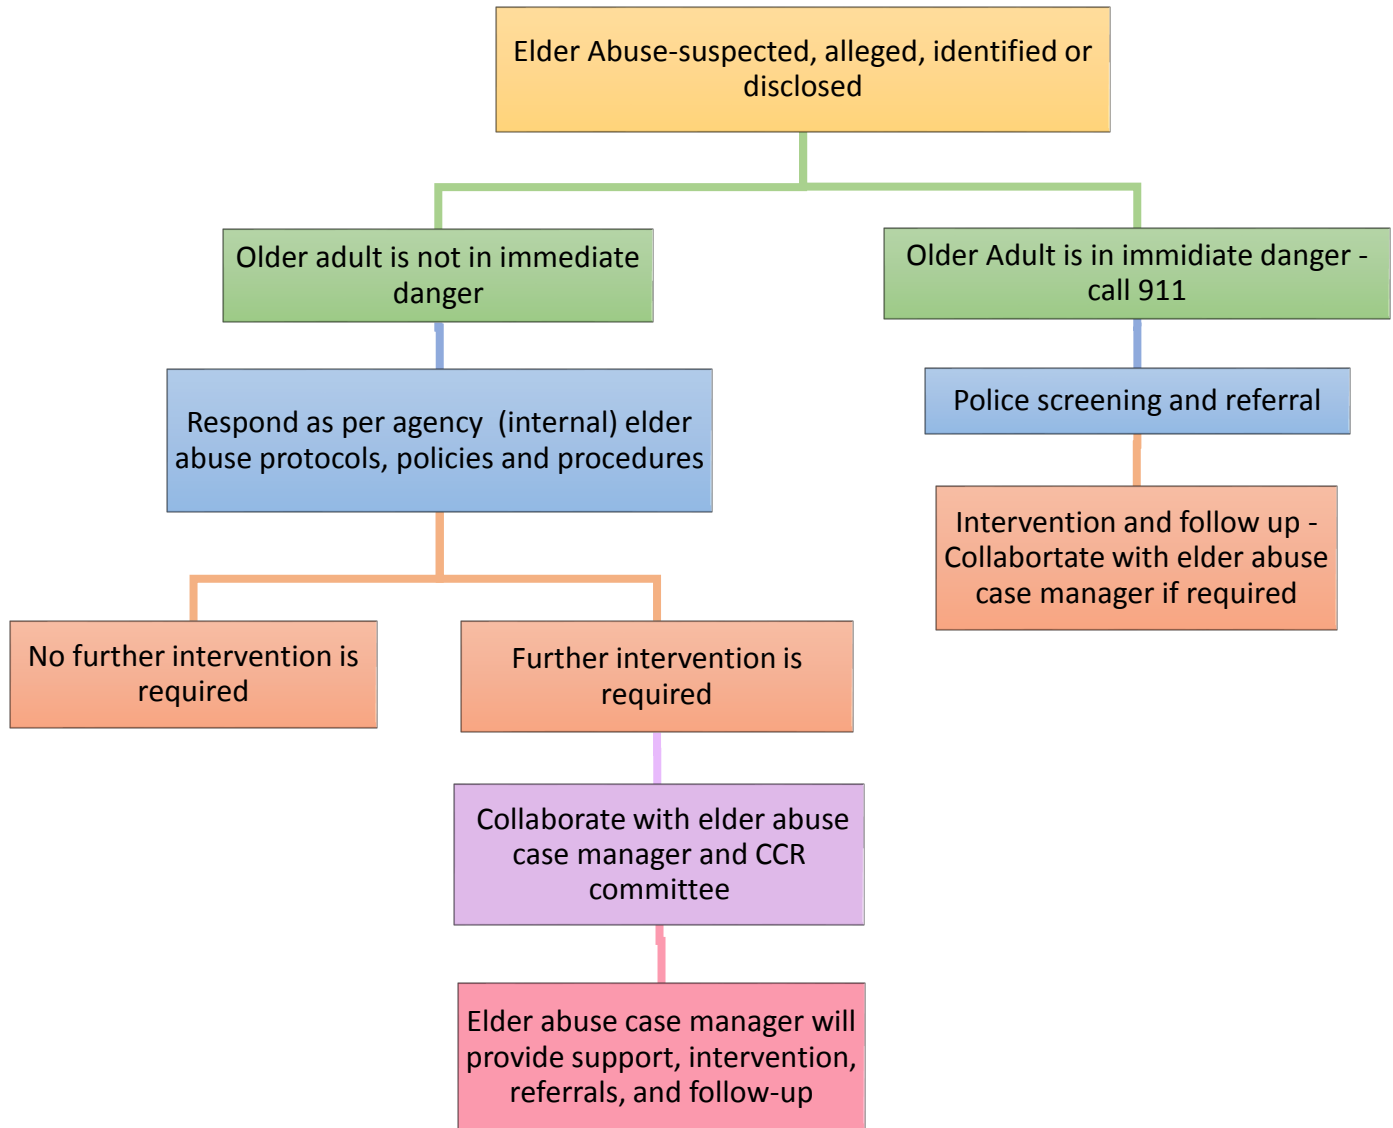 Elder Abuse-suspected, alleged, identified or
disclosed
Older adult is not in immediate
danger
Older Adult is in immidiate danger -
call 911
Respond as per agency (internal) elder
abuse protocols, policies and procedures
Police screening and referral
Intervention and follow up -
Collabortate with elder abuse
case manager if required
No further intervention is
required
Further intervention is
required
Collaborate with elder abuse
case manager and CCR
committee
Elder abuse case manager will
provide support, intervention,
referrals, and follow-up